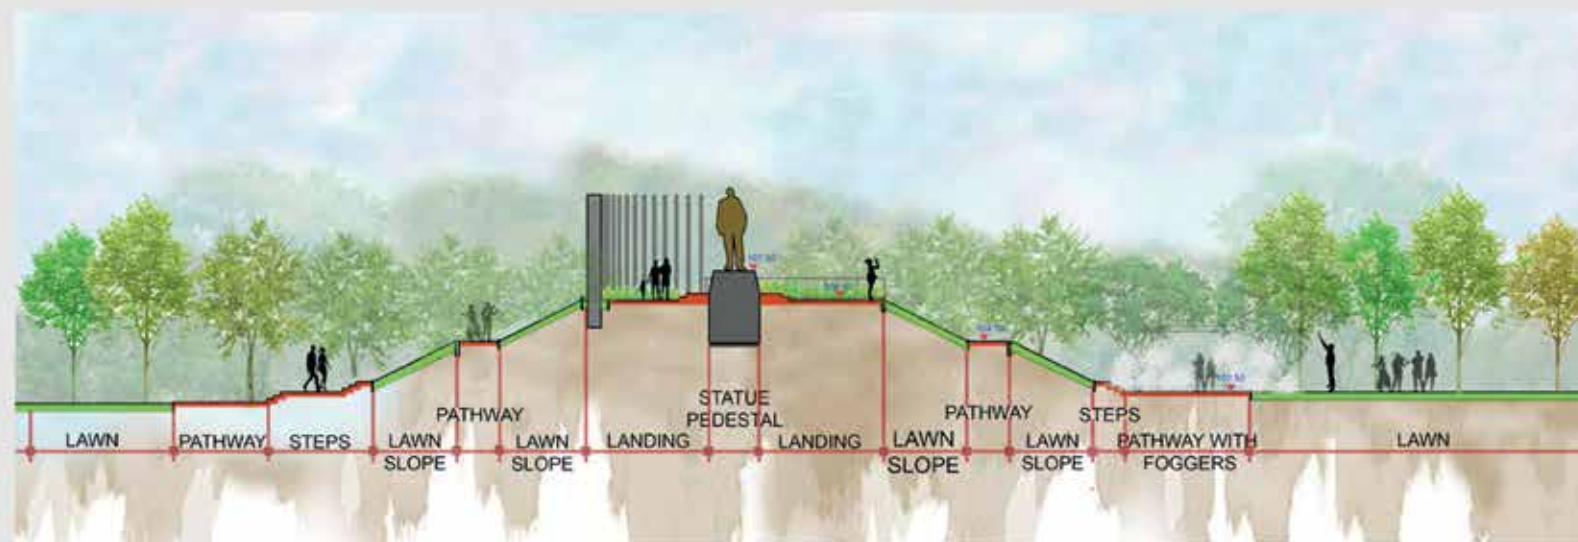 LAWN
PATHWAY
STEPS
LAWN
SLOPE
PATHWAY
LAWN
SLOPE
LANDING
STATUE
PEDESTAL
LANDING
LAWN
SLOPE
PATHWAY
LAWN
SLOPE
STEPS
PATHWAY WITH
FOGGERS
LAWN